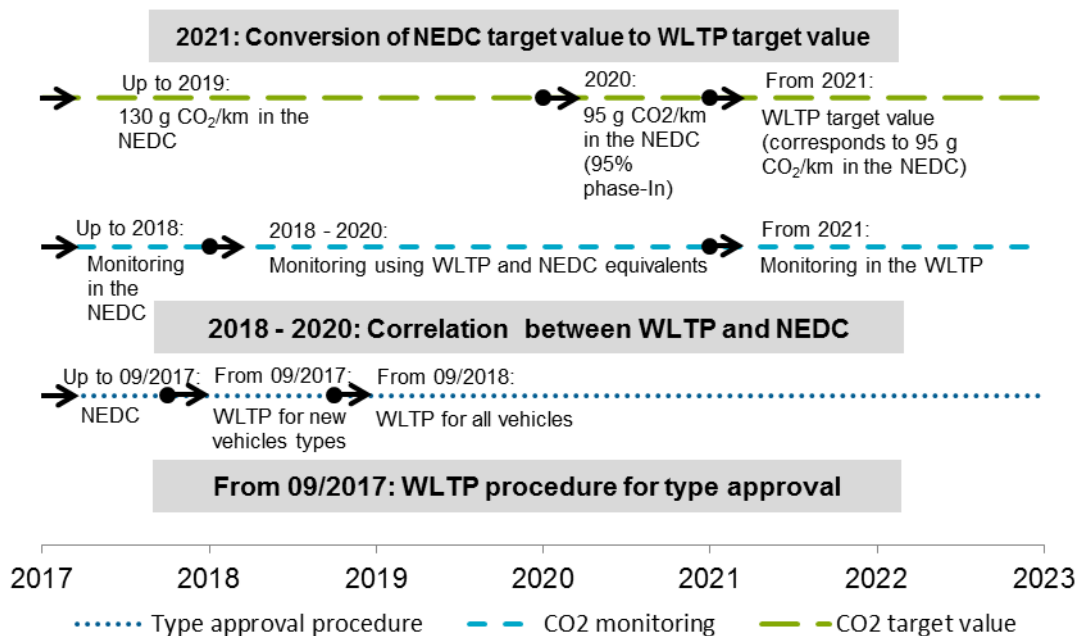 2021: Conversion of NEDC target value to WLTP target value
Up to 2019:
130 g CO₂/km in the
NEDC
2020:
95 g CO2/km
in the NEDC
(95%
phase-In)
From 2021:
WLTP target value
(corresponds to 95 g
CO₂/km in the NEDC)
Up to 2018:
Monitoring
in the
NEDC
2018 - 2020:
Monitoring using WLTP and NEDC equivalents
From 2021:
Monitoring in the WLTP
2018 - 2020: Correlation between WLTP and NEDC
Up to 09/2017:
NEDC
From 09/2017:
WLTP for new
vehicles types
From 09/2018:
WLTP for all vehicles
From 09/2017: WLTP procedure for type approval
2017 2018 2019 2020 2021 2022 2023
Type approval procedure CO2 monitoring CO2 target value